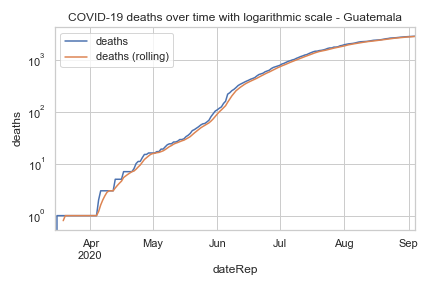 COVID-19 deaths over time with logarithmic scale - Guatemala
deaths
deaths (rolling)
10³
10²
10¹
10⁰
deaths
Apr
2020
May
Jun
Jul
Aug
Sep
dateRep